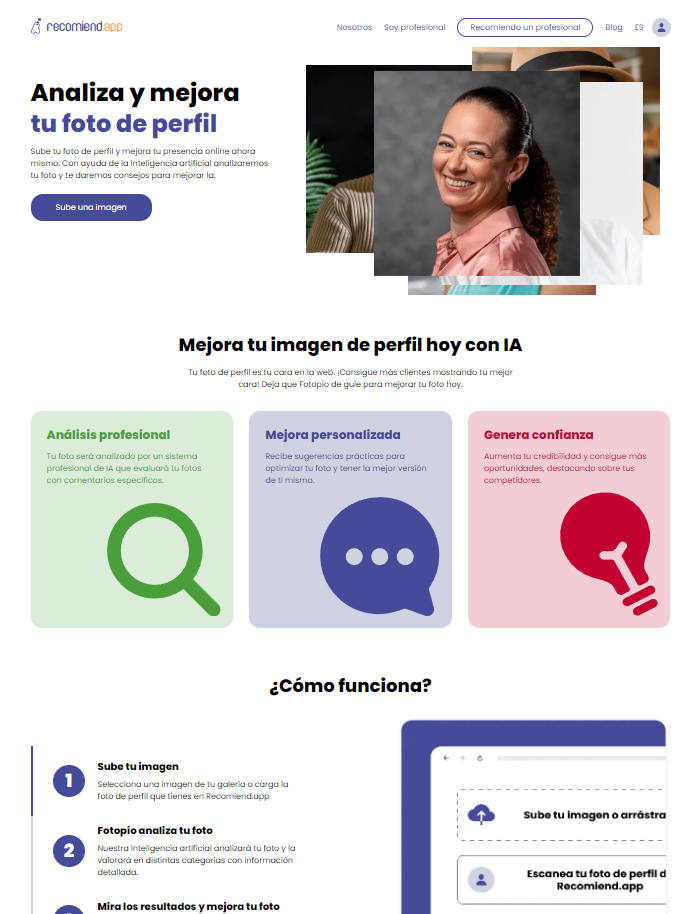 recomiend.app
Nosotros
Soy profesional
Recomiendo un profesional
Blog
ES
Analiza y mejora
tu foto de perfil
Sube tu foto de perfil y mejora tu presencia online ahora
mismo. Con ayuda de la inteligencia artificial analizaremos
tu foto y te daremos consejos para mejorar la.
Sube una imagen
Mejora tu imagen de perfil hoy con IA
Tu foto de perfil es tu cara en la web. ¡Consigue más clientes mostrando tu mejor
cara! Deja que Fotopío de guíe para mejorar tu foto hoy.
Análisis profesional
Tu foto será analizado por un sistema
profesional de IA que evaluará tu fotos
con comentarios específicos.
Mejora personalizada
Recibe sugerencias prácticas para
optimizar tu foto y tener la mejor versión
de ti mismo.
Genera confianza
Aumenta tu credibilidad y consigue más
oportunidades, destacando sobre tus
competidores.
¿Cómo funciona?
1
Sube tu imagen
Selecciona una imagen de tu galería o carga la
foto de perfil que tienes en Recomiend.app
2
Fotopío analiza tu foto
Nuestra inteligencia artificial analizará tu foto y la
valorará en distintas categorias con información
detallada.
Mira los resultados y mejora tu foto
Sube tu imagen o arrástra
Escanea tu foto de perfil d
Recomiend.app